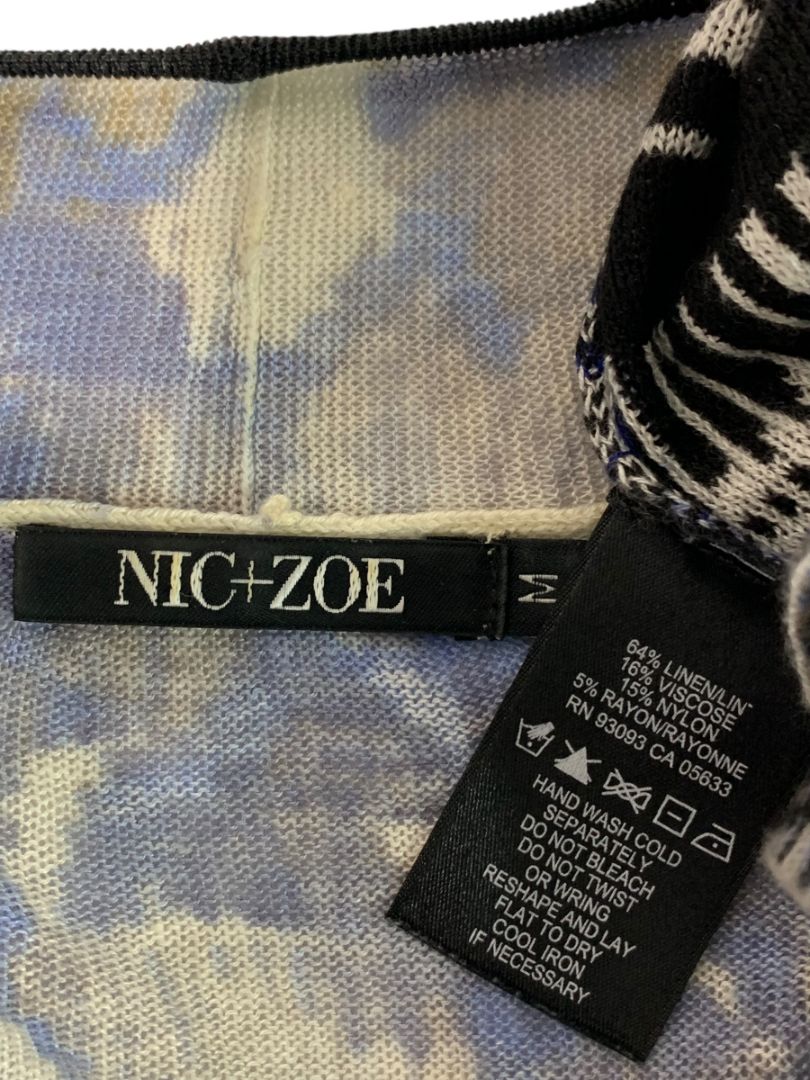 NIC+ZOE
M
64% LINEN/LIN
16% VISCOSE
15% NYLON
5% RAYON/RAYONNE
RN 93093 CA 05633
HAND WASH COLD
SEPARATELY
DO NOT BLEACH
DO NOT TWIST
OR WRING
RESHAPE AND LAY
FLAT TO DRY
COOL IRON
IF NECESSARY